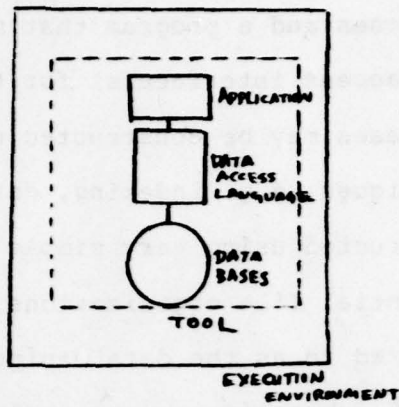 APPLICATION
DATA
ACCESS
LANGUAGE
DATA
BASES
TOOL
EXECUTION
ENVIRONMENT